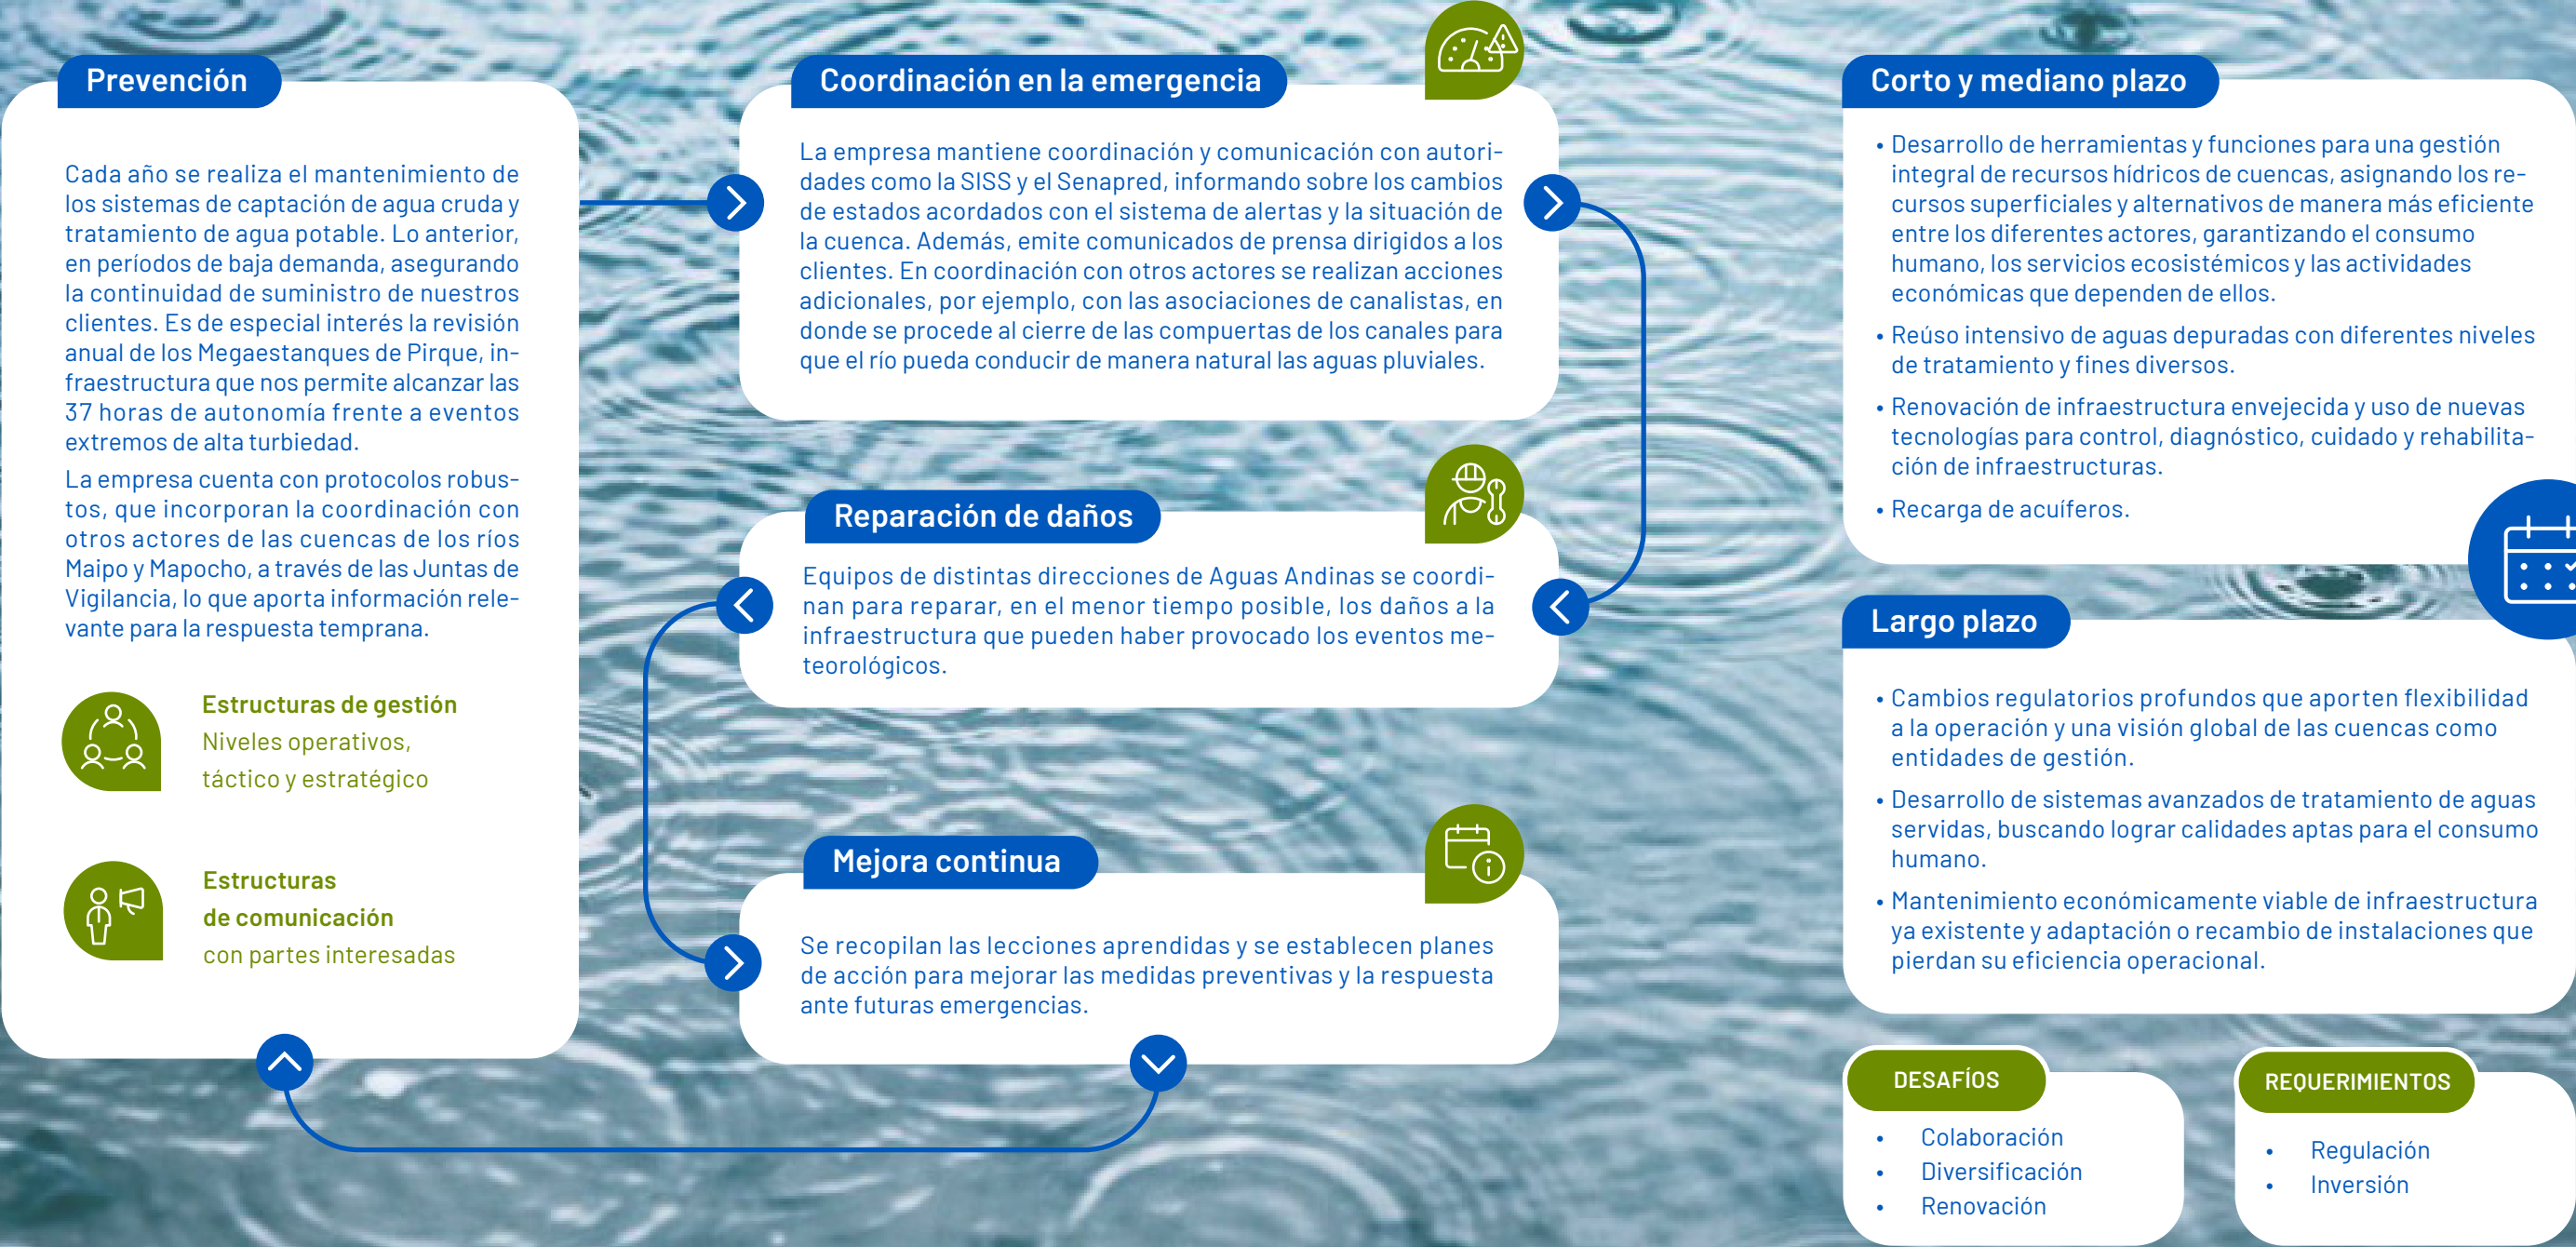 Prevención
Cada año se realiza el mantenimiento de
los sistemas de captación de agua cruda y
tratamiento de agua potable. Lo anterior,
en períodos de baja demanda, asegurando
la continuidad de suministro de nuestros
clientes. Es de especial interés la revisión
anual de los Megaestanques de Pirque, in-
fraestructura que nos permite alcanzar las
37 horas de autonomía frente a eventos
extremos de alta turbiedad.
La empresa cuenta con protocolos robus-
tos, que incorporan la coordinación con
otros actores de las cuencas de los ríos
Maipo y Mapocho, a través de las Juntas de
Vigilancia, lo que aporta información rele-
vante para la respuesta temprana.
Estructuras de gestión
Niveles operativos,
táctico y estratégico
Estructuras
de comunicación
con partes interesadas
Coordinación en la emergencia
La empresa mantiene coordinación y comunicación con autori-
dades como la SISS y el Senapred, informando sobre los cambios
de estados acordados con el sistema de alertas y la situación de
la cuenca. Además, emite comunicados de prensa dirigidos a los
clientes. En coordinación con otros actores se realizan acciones
adicionales, por ejemplo, con las asociaciones de canalistas, en
donde se procede al cierre de las compuertas de los canales para
que el río pueda conducir de manera natural las aguas pluviales.
Reparación de daños
Equipos de distintas direcciones de Aguas Andinas se coordi-
nan para reparar, en el menor tiempo posible, los daños a la
infraestructura que pueden haber provocado los eventos me-
teorológicos.
Mejora continua
Se recopilan las lecciones aprendidas y se establecen planes
de acción para mejorar las medidas preventivas y la respuesta
ante futuras emergencias.
Corto y mediano plazo
• Desarrollo de herramientas y funciones para una gestión
integral de recursos hídricos de cuencas, asignando los re-
cursos superficiales y alternativos de manera más eficiente
entre los diferentes actores, garantizando el consumo
humano, los servicios ecosistémicos y las actividades
económicas que dependen de ellos.
• Reúso intensivo de aguas depuradas con diferentes niveles
de tratamiento y fines diversos.
• Renovación de infraestructura envejecida y uso de nuevas
tecnologías para control, diagnóstico, cuidado y rehabilita-
ción de infraestructuras.
• Recarga de acuíferos.
Largo plazo
• Cambios regulatorios profundos que aporten flexibilidad
a la operación y una visión global de las cuencas como
entidades de gestión.
• Desarrollo de sistemas avanzados de tratamiento de aguas
servidas, buscando lograr calidades aptas para el consumo
humano.
• Mantenimiento económicamente viable de infraestructura
ya existente y adaptación o recambio de instalaciones que
pierdan su eficiencia operacional.
DESAFÍOS
• Colaboración
• Diversificación
• Renovación
REQUERIMIENTOS
• Regulación
• Inversión